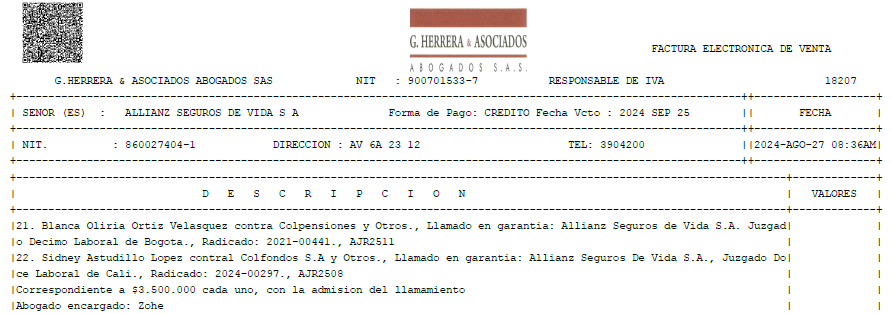 G. HERRERA & ASOCIADOS
ABOGADOS S.A.S.
FACTURA ELECTRONICA DE VENTA
G.HERRERA & ASOCIADOS ABOGADOS SAS NIT : 900701533-7 RESPONSABLE DE IVA 18207
SENOR (ES) : ALLIANZ SEGUROS DE VIDA S A Forma de Pago: CREDITO Fecha Vcto : 2024 SEP 25 FECHA
NIT. : 860027404-1 DIRECCION : AV 6A 23 12 TEL: 3904200 2024-AGO-27 08:36AM
D E S C R I P C I O N VALORES
21. Blanca Oliria Ortiz Velasquez contra Colpensiones y Otros., Llamado en garantia: Allianz Seguros de Vida S.A. Juzgad
o Decimo Laboral de Bogota., Radicado: 2021-00441., AJR2511
22. Sidney Astudillo Lopez contral Colfondos S.A y Otros., Llamado en garantia: Allianz Seguros De Vida S.A., Juzgado Do
ce Laboral de Cali., Radicado: 2024-00297., AJR2508
Correspondiente a $3.500.000 cada uno, con la admision del llamamiento
Abogado encargado: Zohe